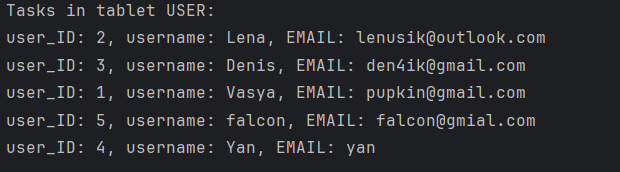 Tasks in tablet USER:
user_ID: 2, username: Lena, EMAIL: lenusik@outlook.com
user_ID: 3, username: Denis, EMAIL: den4ik@gmail.com
user_ID: 1, username: Vasya, EMAIL: pupkin@gmail.com
user_ID: 5, username: falcon, EMAIL: falcon@gmial.com
user_ID: 4, username: Yan, EMAIL: yan